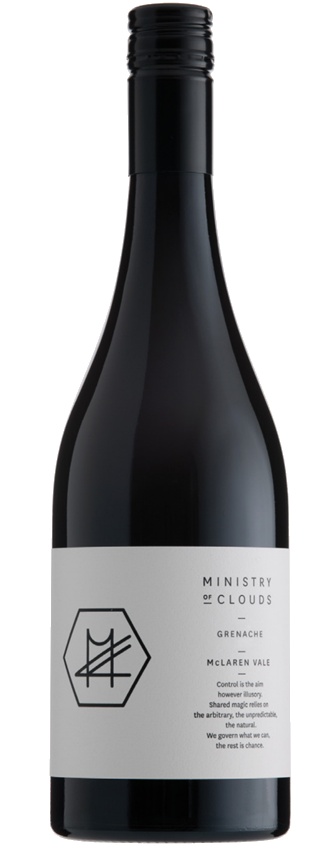 MINISTRY
OF CLOUDS
GRENACHE
McLAREN VALE
Control is the aim
however illusory.
Shared magic relies on
the arbitrary, the unpredictable,
the natural.
We govern what we can,
the rest is chance.